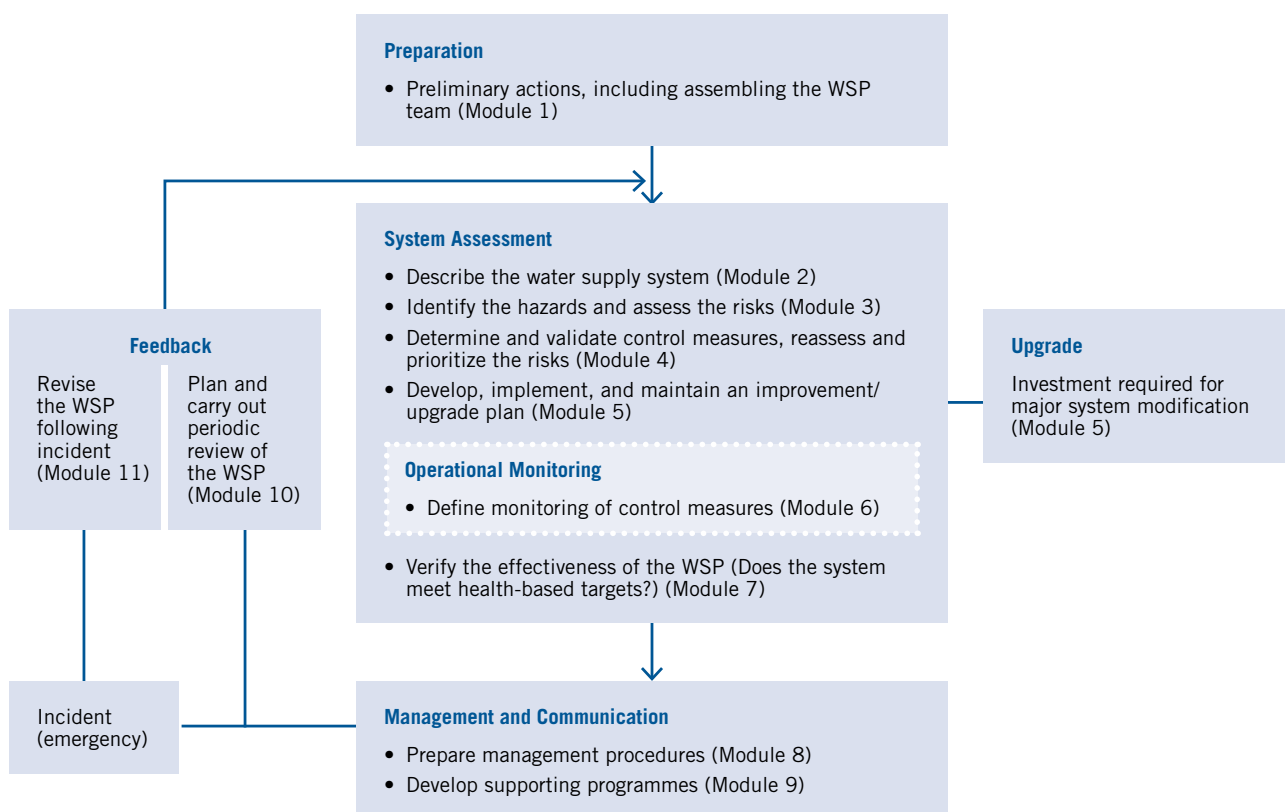 Preparation
• Preliminary actions, including assembling the WSP
team (Module 1)
System Assessment
• Describe the water supply system (Module 2)
• Identify the hazards and assess the risks (Module 3)
• Determine and validate control measures, reassess and
prioritize the risks (Module 4)
• Develop, implement, and maintain an improvement/
upgrade plan (Module 5)
Operational Monitoring
• Define monitoring of control measures (Module 6)
• Verify the effectiveness of the WSP (Does the system
meet health-based targets?) (Module 7)
Feedback
Revise
the WSP
following
incident
(Module 11)
Plan and
carry out
periodic
review of
the WSP
(Module 10)
Upgrade
Investment required for
major system modification
(Module 5)
Incident
(emergency)
Management and Communication
• Prepare management procedures (Module 8)
• Develop supporting programmes (Module 9)